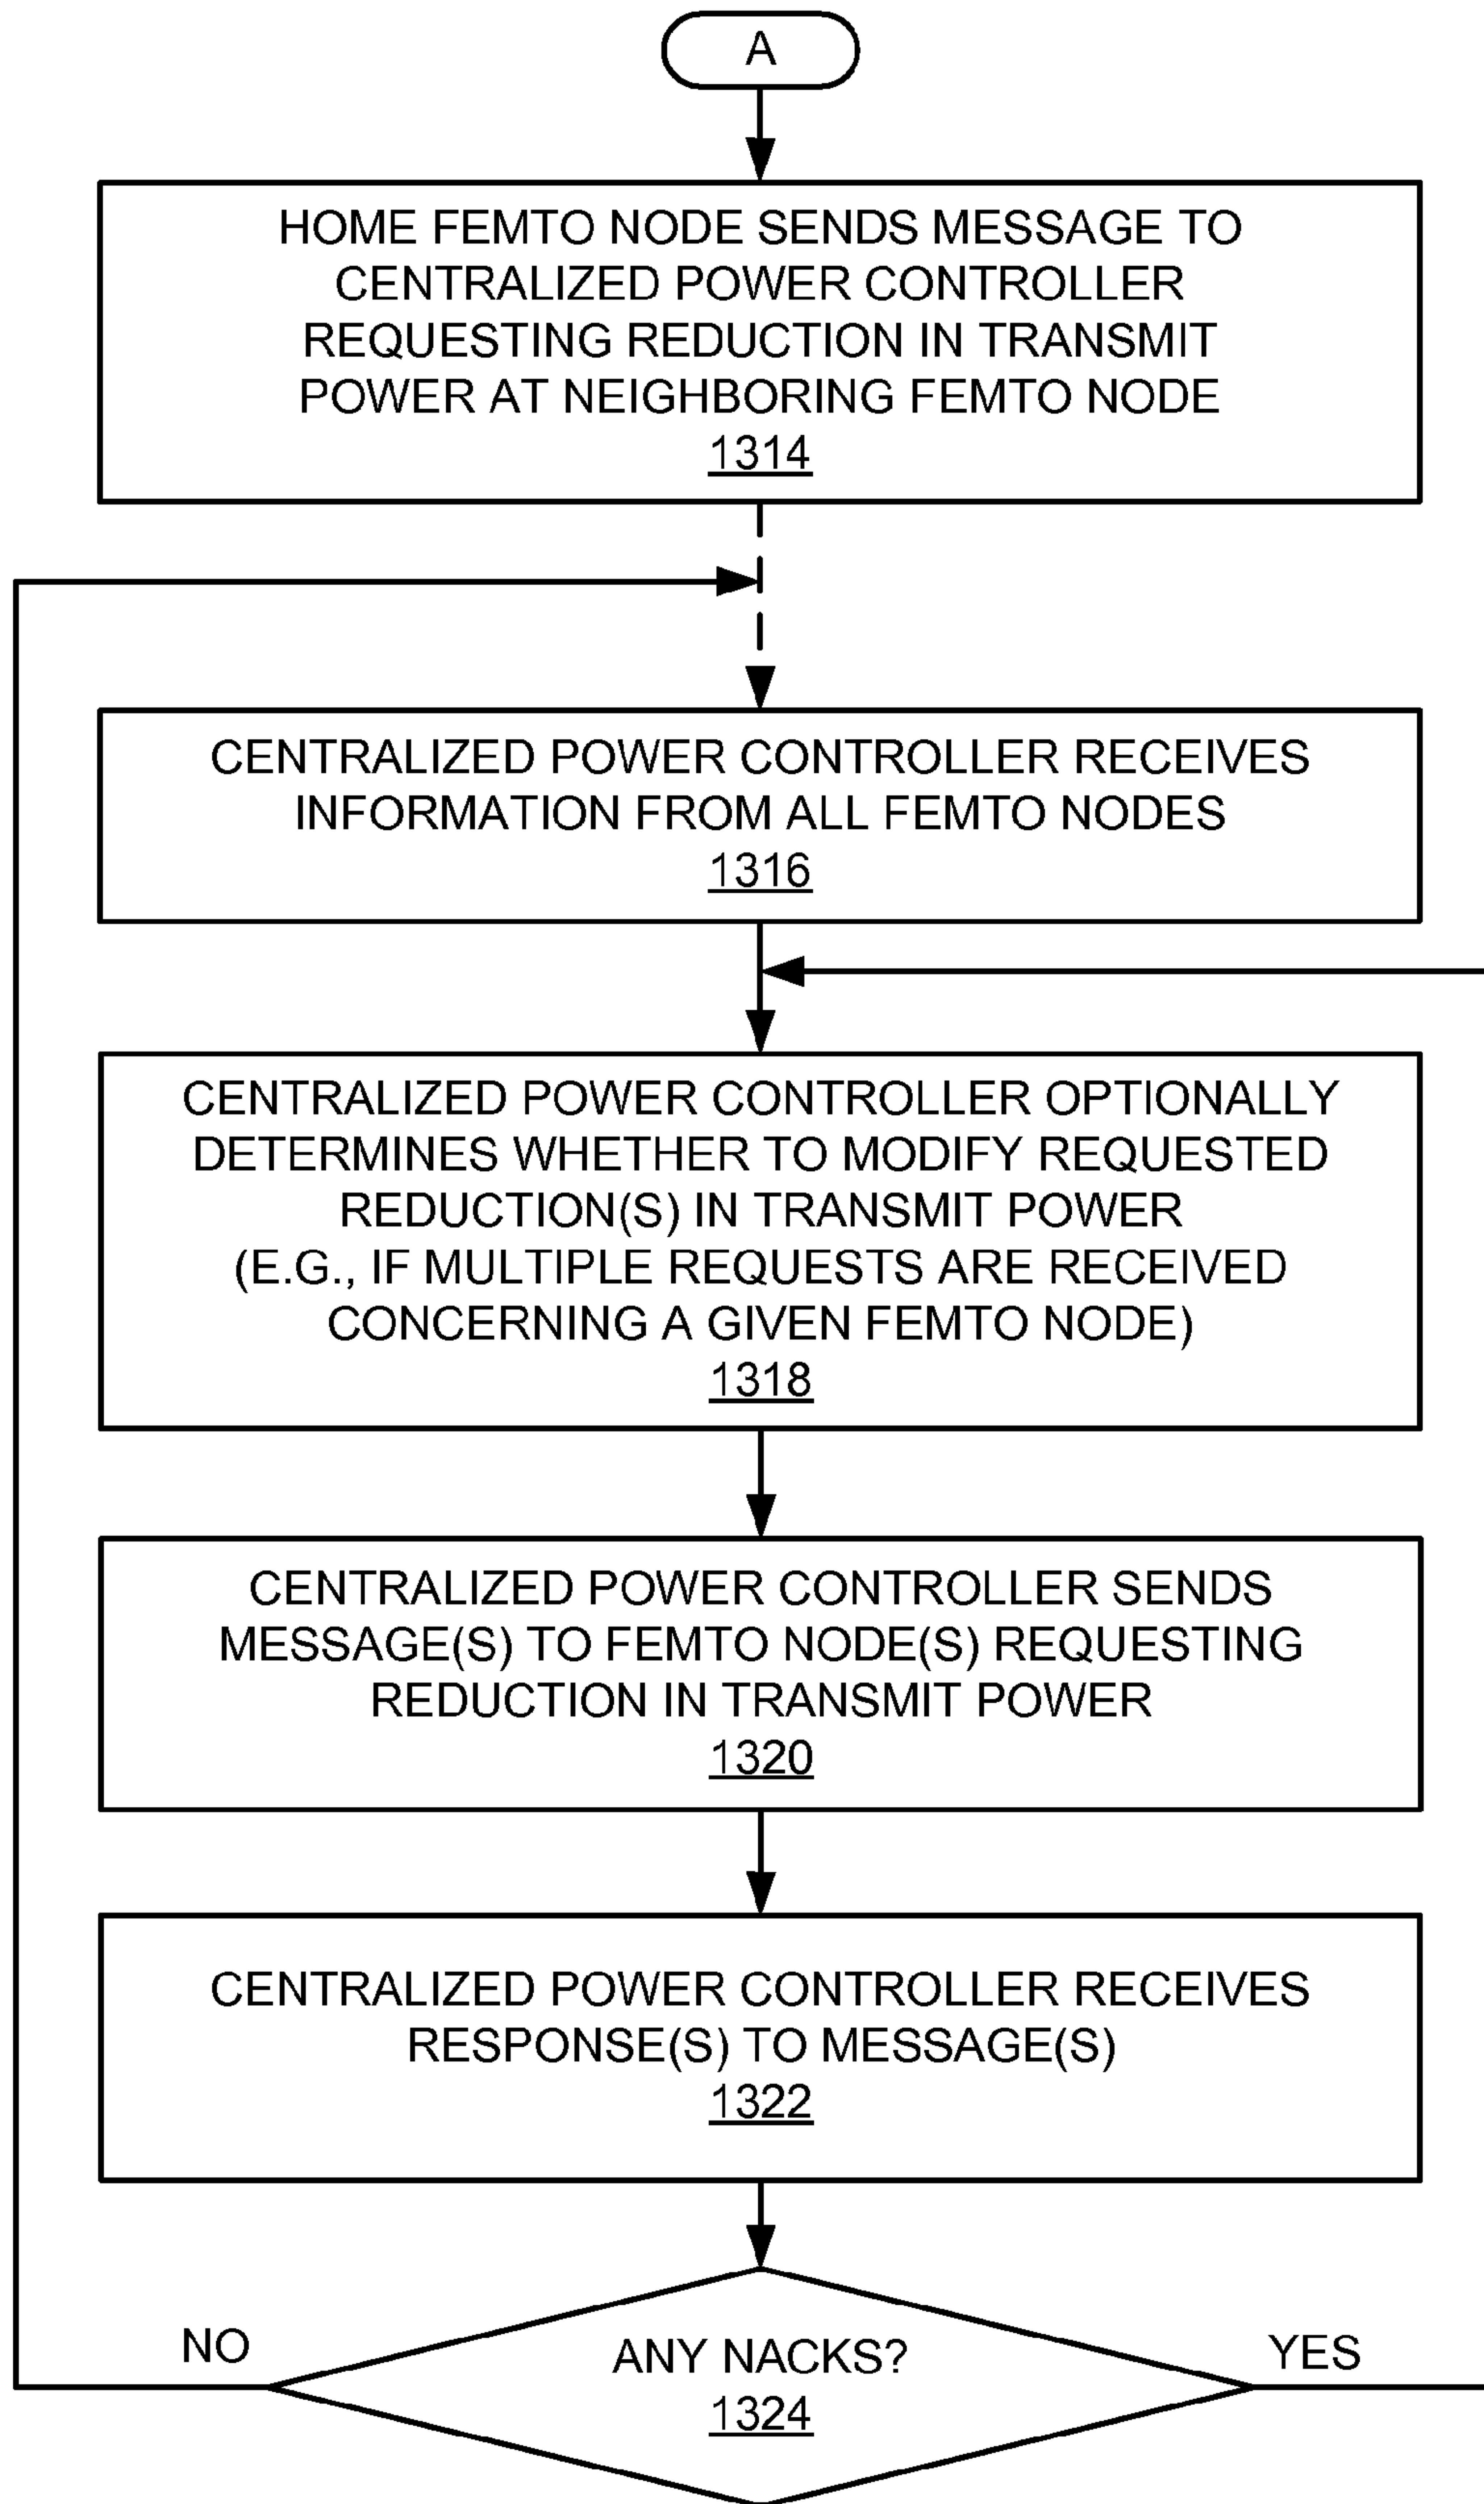 A
HOME FEMTO NODE SENDS MESSAGE TO
CENTRALIZED POWER CONTROLLER
REQUESTING REDUCTION IN TRANSMIT
POWER AT NEIGHBORING FEMTO NODE
1314
CENTRALIZED POWER CONTROLLER RECEIVES
INFORMATION FROM ALL FEMTO NODES
1316
CENTRALIZED POWER CONTROLLER OPTIONALLY
DETERMINES WHETHER TO MODIFY REQUESTED
REDUCTION(S) IN TRANSMIT POWER
(E.G., IF MULTIPLE REQUESTS ARE RECEIVED
CONCERNING A GIVEN FEMTO NODE)
1318
CENTRALIZED POWER CONTROLLER SENDS
MESSAGE(S) TO FEMTO NODE(S) REQUESTING
REDUCTION IN TRANSMIT POWER
1320
CENTRALIZED POWER CONTROLLER RECEIVES
RESPONSE(S) TO MESSAGE(S)
1322
NO
ANY NACKS?
YES
1324